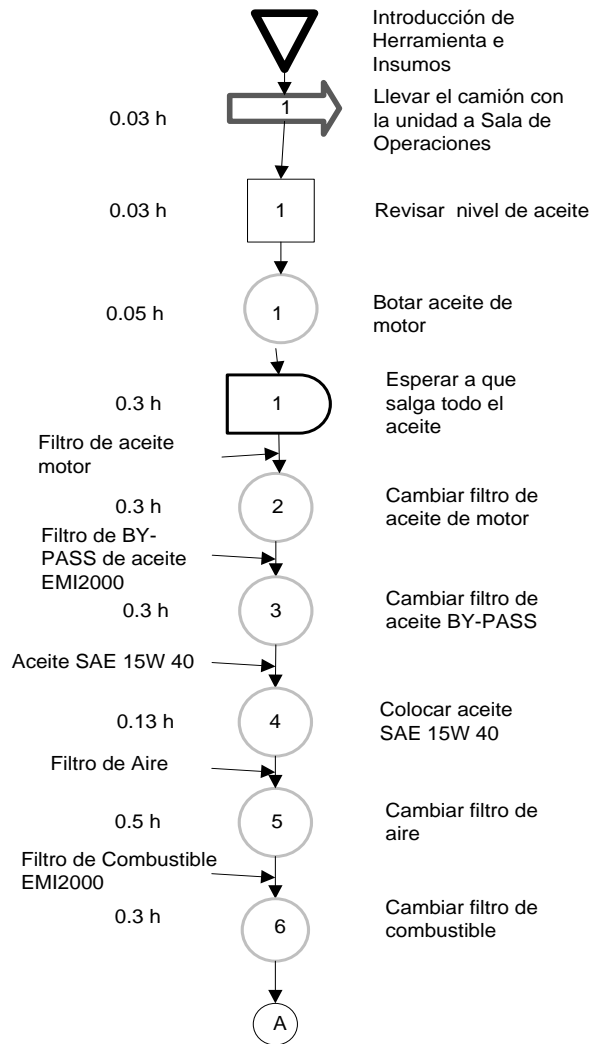 Introducción de
Herramienta e
Insumos
0.03 h
1
Llevar el camión con
la unidad a Sala de
Operaciones
0.03 h
1
Revisar nivel de aceite
0.05 h
1
Botar aceite de
motor
0.3 h
1
Esperar a que
salga todo el
aceite
Filtro de aceite
motor
0.3 h
2
Cambiar filtro de
aceite de motor
Filtro de BY-
PASS de aceite
EMI2000
0.3 h
3
Cambiar filtro de
aceite BY-PASS
Aceite SAE 15W 40
0.13 h
4
Colocar aceite
SAE 15W 40
Filtro de Aire
0.5 h
5
Cambiar filtro de
aire
Filtro de Combustible
EMI2000
0.3 h
6
Cambiar filtro de
combustible
A